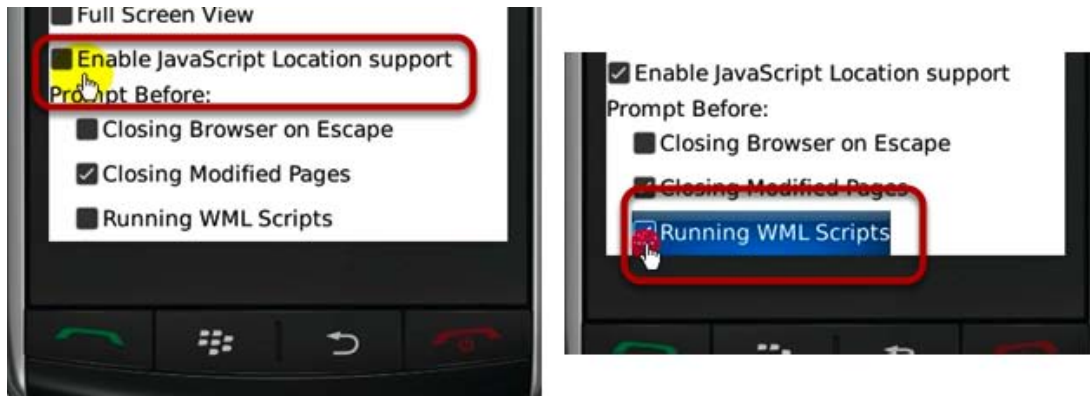 Full Screen View
Enable JavaScript Location support
Prompt Before:
Closing Browser on Escape
Closing Modified Pages
Running WML Scripts
Enable JavaScript Location support
Prompt Before:
Closing Browser on Escape
Closing Modified Pages
Running WML Scripts